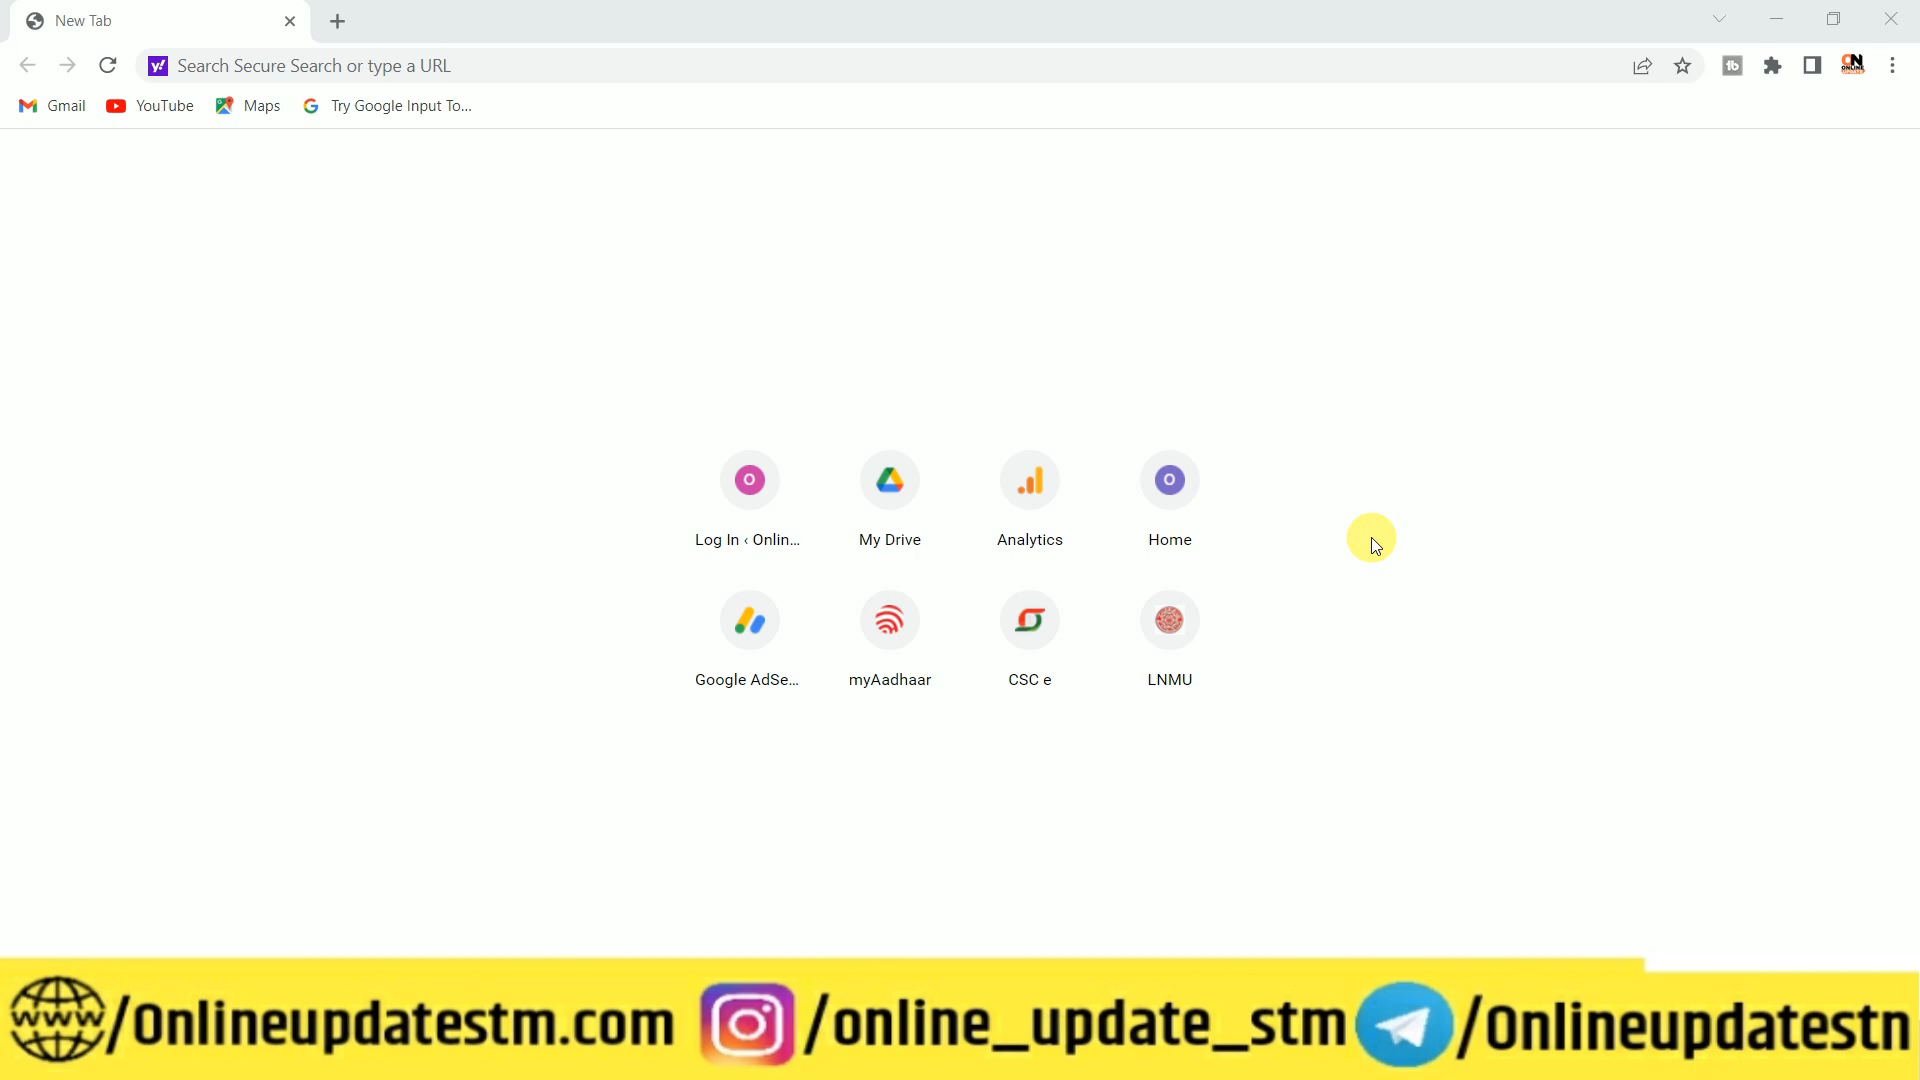 New Tab
Search Secure Search or type a URL
Gmail YouTube Maps Try Google Input To...
Log In ‹ Onlin... My Drive Analytics Home
Google AdSe... myAadhaar CSC e LNMU
www/Onlineupdatestm.com /online_update_stm /Onlineupdatestn